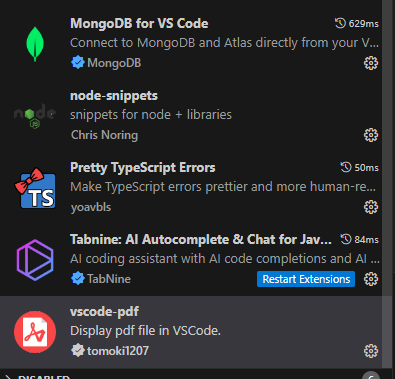 MongoDB for VS Code 629ms
Connect to MongoDB and Atlas directly from your V...
MongoDB
node-snippets
snippets for node + libraries
Chris Noring
Pretty TypeScript Errors 50ms
Make TypeScript errors prettier and more human-re...
yoavbls
TS
Tabnine: AI Autocomplete & Chat for Jav... 84ms
AI coding assistant with AI code completions and AI ...
TabNine Restart Extensions
vscode-pdf
Display pdf file in VSCode.
tomoki1207
DISABLED